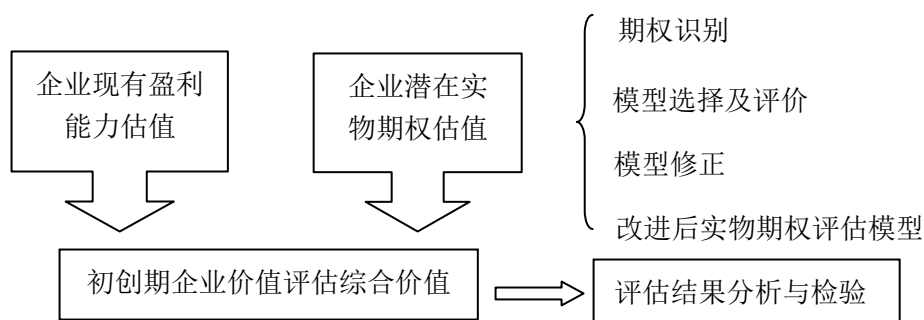 企业现有盈利
能力估值
企业潜在实
物期权估值
期权识别
模型选择及评价
模型修正
改进后实物期权评估模型
初创期企业价值评估综合价值
评估结果分析与检验